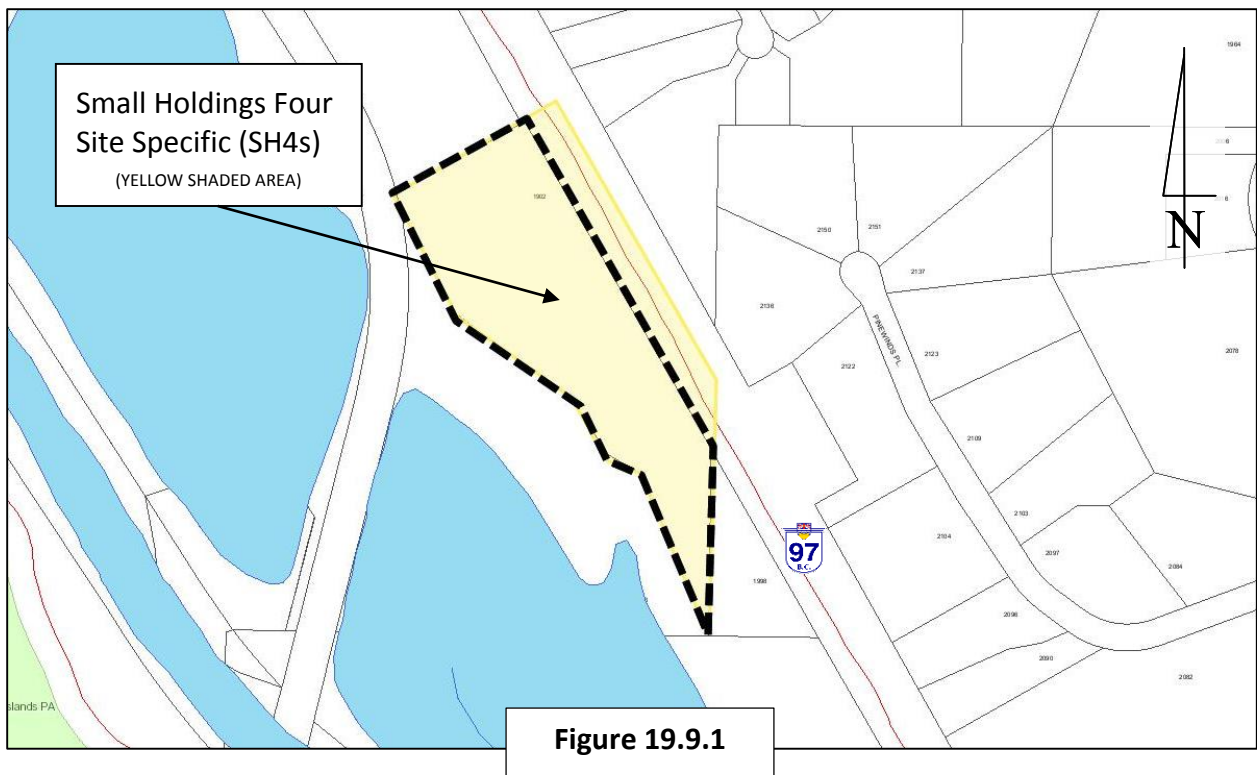 Small Holdings Four
Site Specific (SH4s)
(YELLOW SHADED AREA)
1984
1902
N
2150
2151
2137
2136
PINEWINDS PL.
2123
2122
2078
2109
97
B.C.
2103
2104
2097
2084
1998
2096
2090
2082
slands PA
Figure 19.9.1